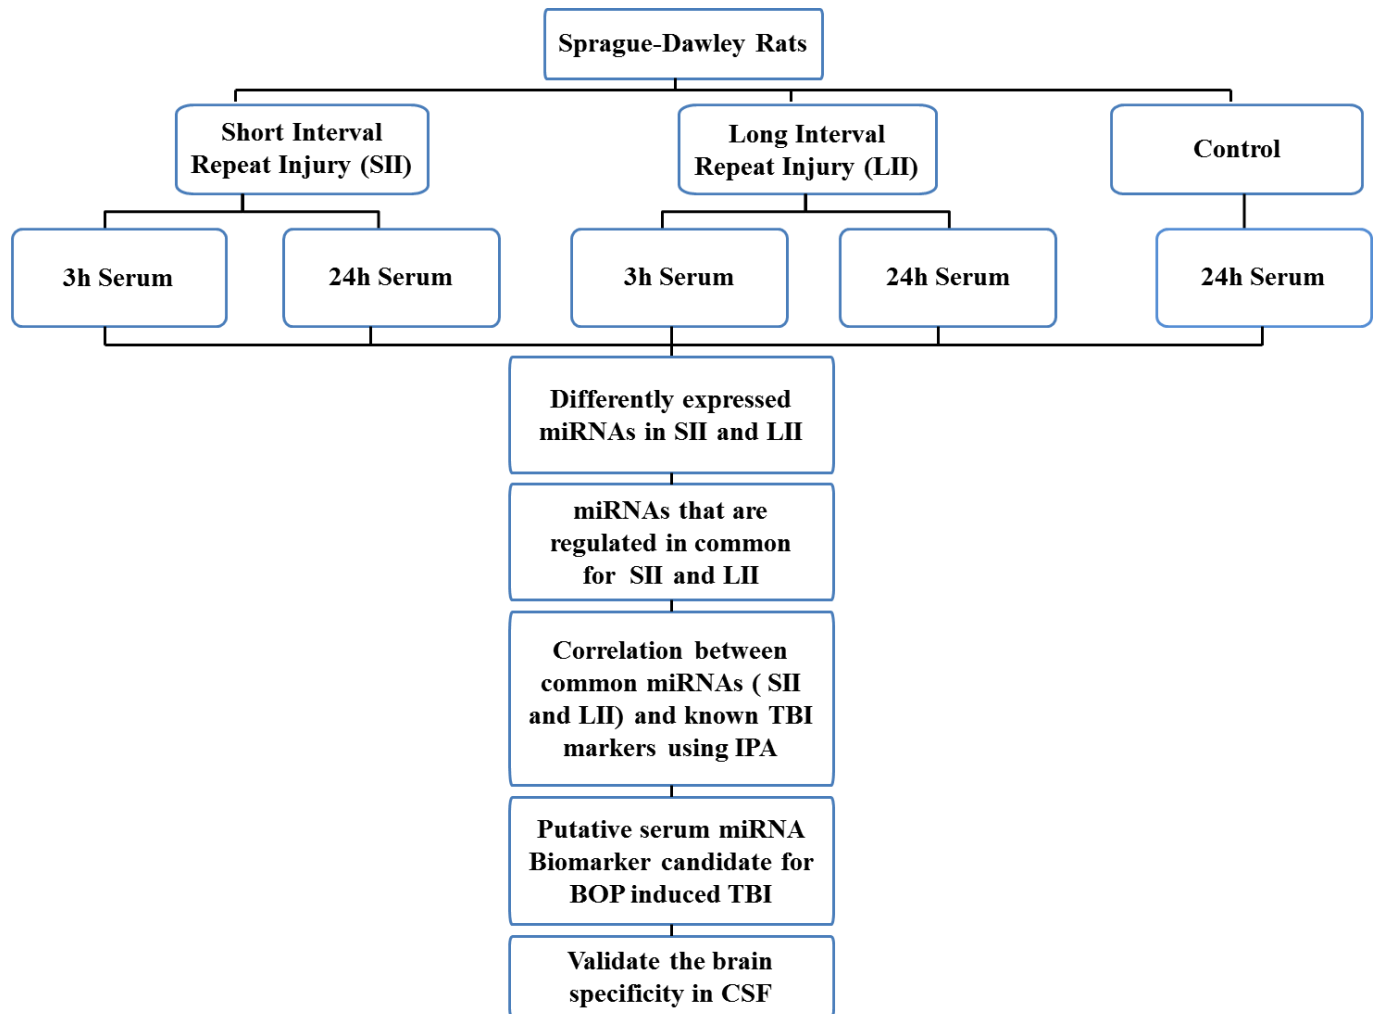 Sprague-Dawley Rats
Short Interval
Repeat Injury (SII)
Long Interval
Repeat Injury (LII)
Control
3h Serum
24h Serum
3h Serum
24h Serum
24h Serum
Differently expressed
miRNAs in SII and LII
miRNAs that are
regulated in common
for SII and LII
Correlation between
common miRNAs ( SII
and LII) and known TBI
markers using IPA
Putative serum miRNA
Biomarker candidate for
BOP induced TBI
Validate the brain
specificity in CSF